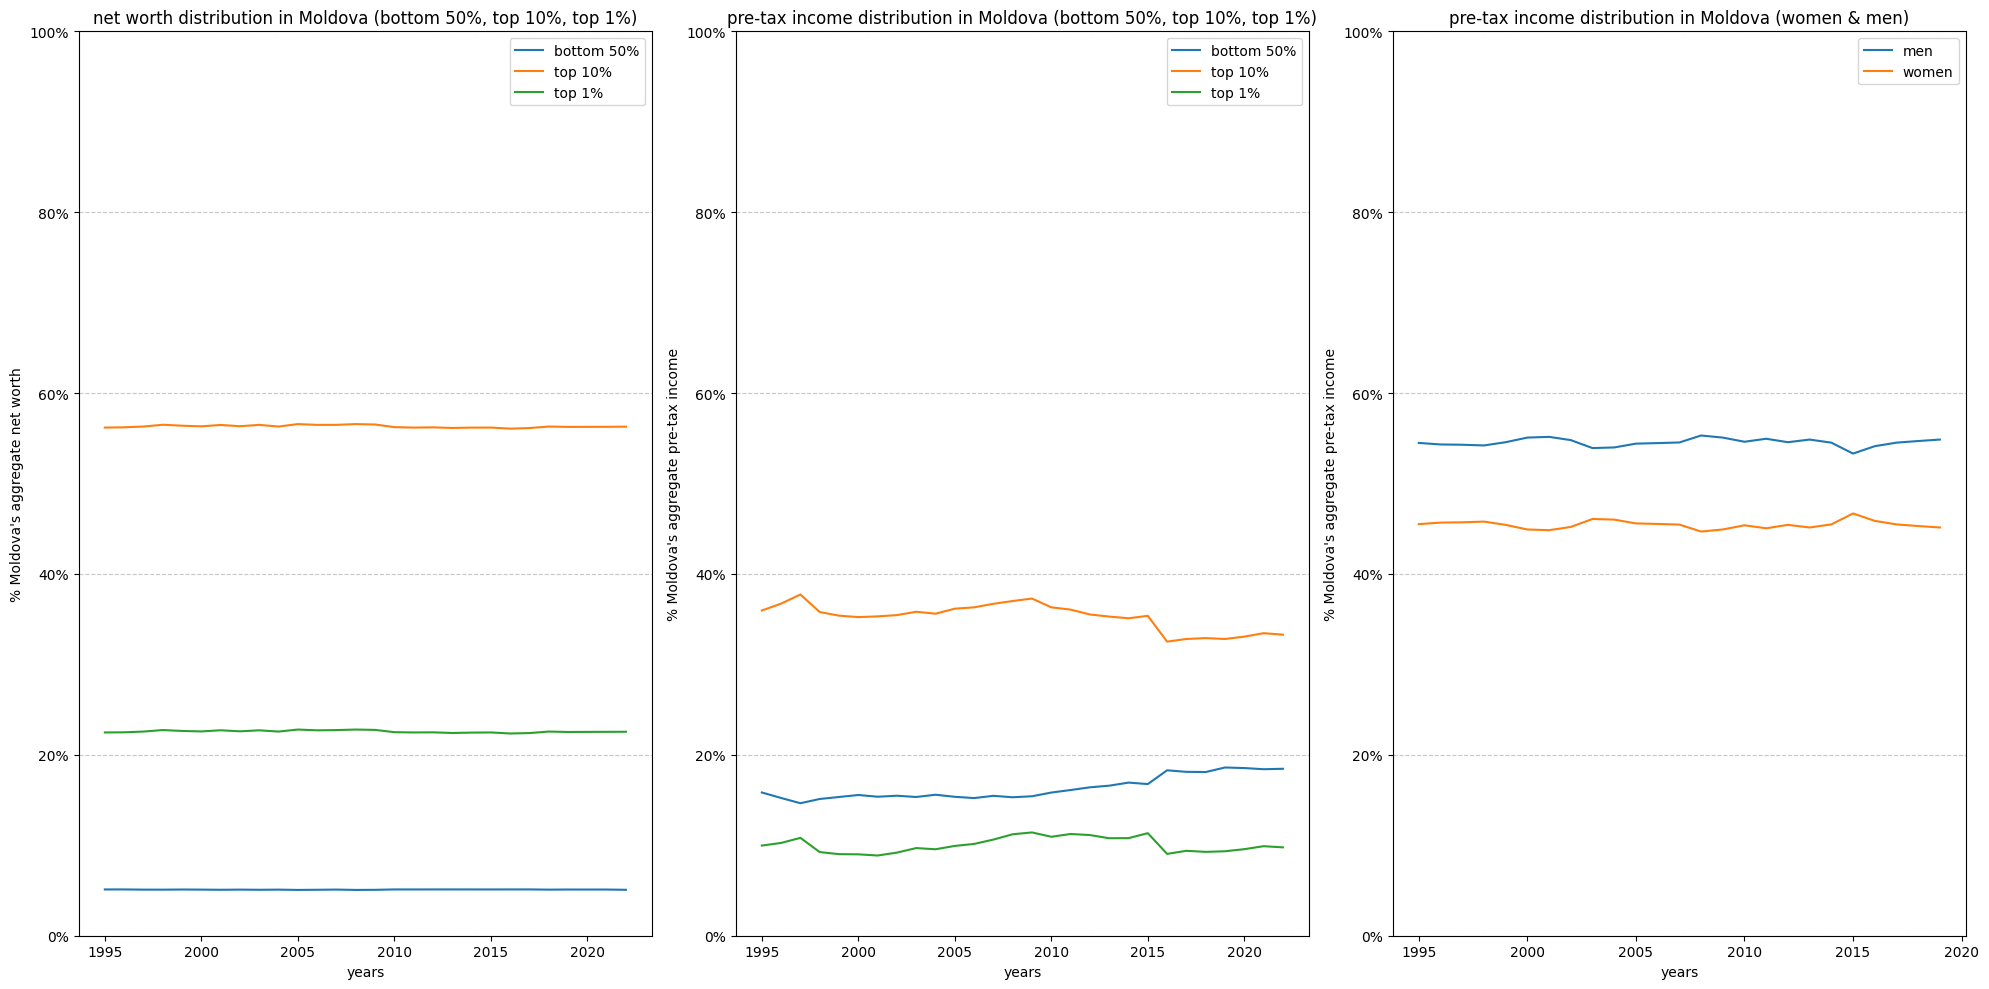 net worth distribution in Moldova (bottom 50%, top 10%, top 1%)
100%
80%
60%
40%
20%
0%
% Moldova's aggregate net worth
bottom 50%
top 10%
top 1%
1995 2000 2005 2010 2015 2020
years
pre-tax income distribution in Moldova (bottom 50%, top 10%, top 1%)
100%
80%
60%
40%
20%
0%
% Moldova's aggregate pre-tax income
bottom 50%
top 10%
top 1%
1995 2000 2005 2010 2015 2020
years
pre-tax income distribution in Moldova (women & men)
100%
80%
60%
40%
20%
0%
% Moldova's aggregate pre-tax income
men
women
1995 2000 2005 2010 2015 2020
years